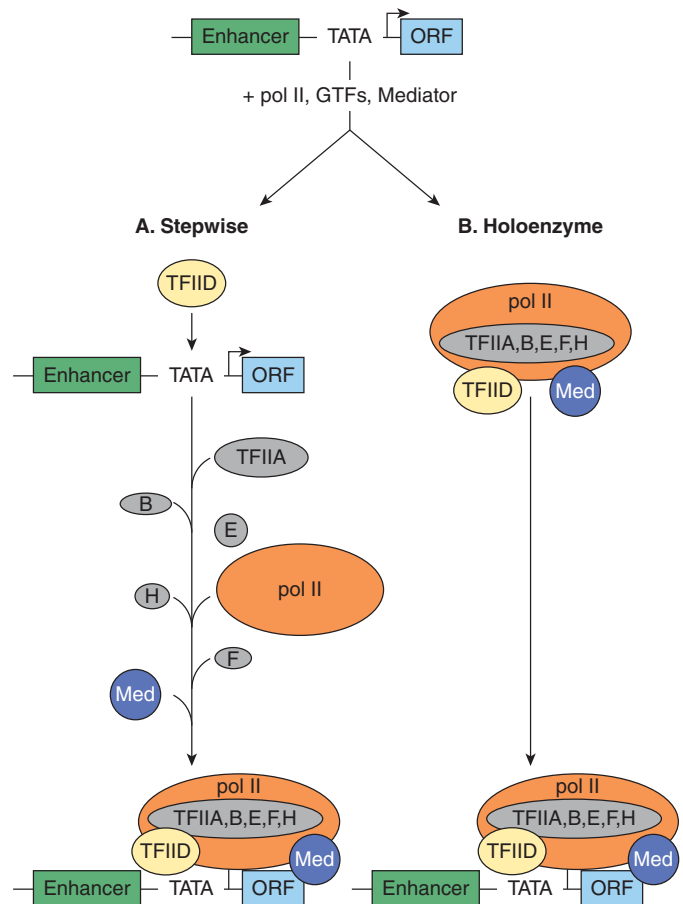 Enhancer TATA ORF
+ pol II, GTFs, Mediator
A. Stepwise
TFIID
Enhancer TATA ORF
TFIIA
B
E
H
pol II
F
Med
pol II
TFIIA,B,E,F,H
TFIID
Med
Enhancer TATA ORF
B. Holoenzyme
pol II
TFIIA,B,E,F,H
TFIID Med
pol II
TFIIA,B,E,F,H
TFIID
Med
Enhancer TATA ORF